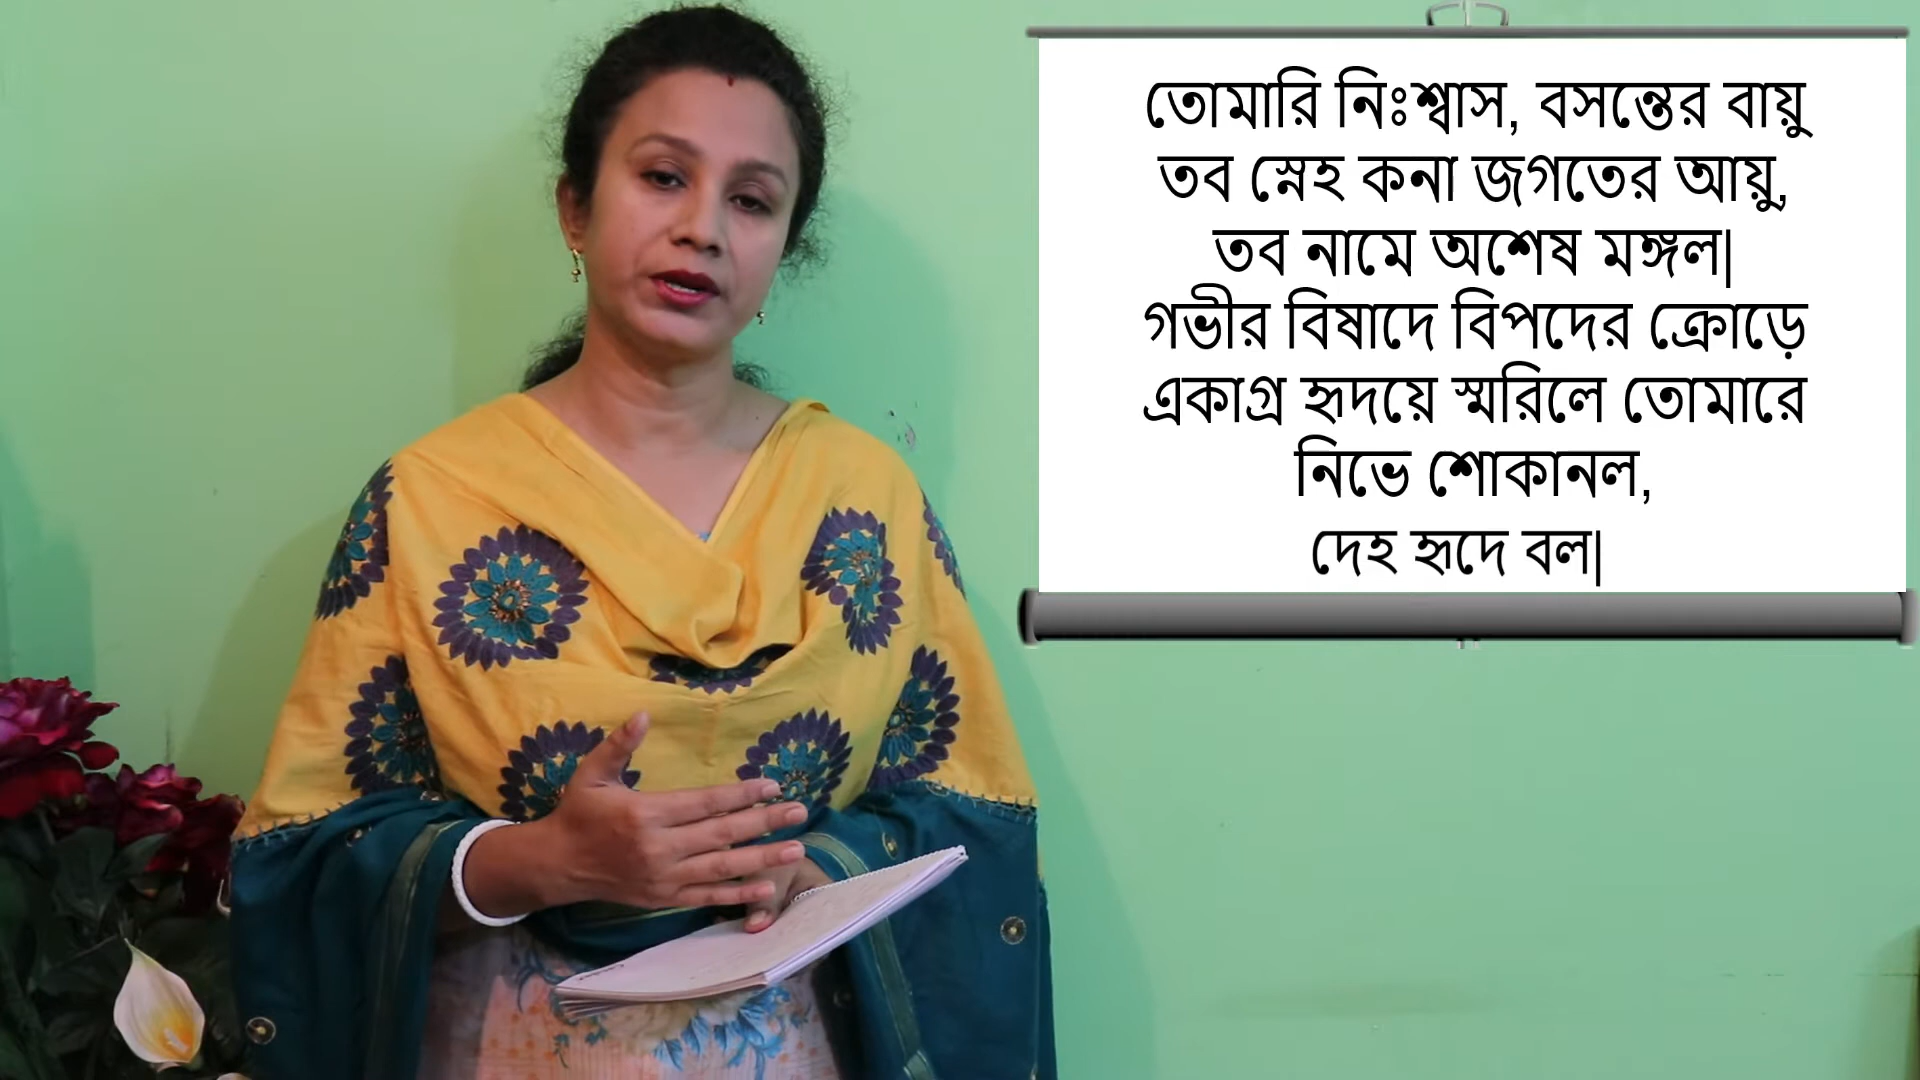 তোমারি নিঃশ্বাস, বসন্তের বায়ু
তব স্নেহ কনা জগতের আয়ু,
তব নামে অশেষ মঙ্গল|
গভীর বিষাদে বিপদের ক্রোড়ে
একাগ্র হৃদয়ে স্মরিলে তোমারে
নিভে শোকানল,
দেহ হৃদে বল|